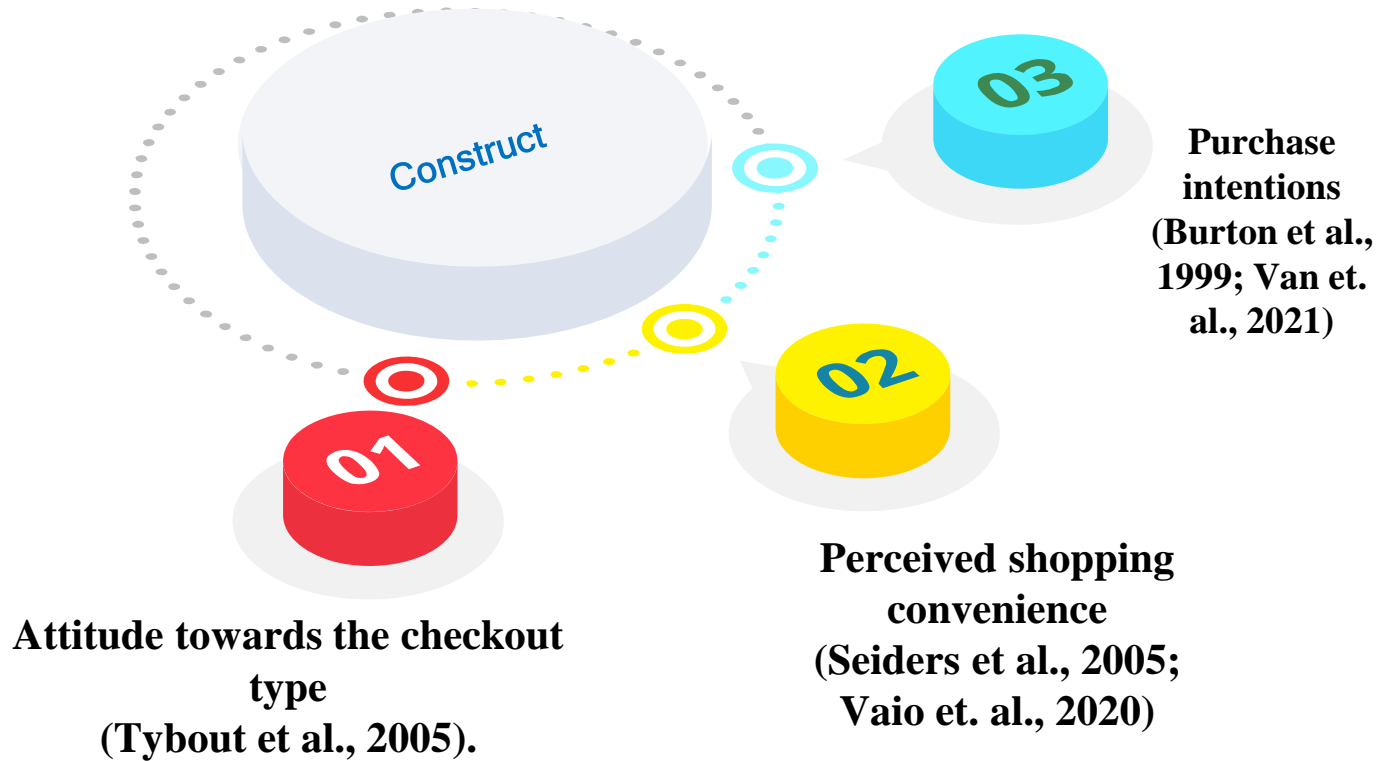 Construct
01
Attitude towards the checkout
type
(Tybout et al., 2005).
02
Perceived shopping
convenience
(Seiders et al., 2005;
Vaio et. al., 2020)
03
Purchase
intentions
(Burton et al.,
1999; Van et.
al., 2021)